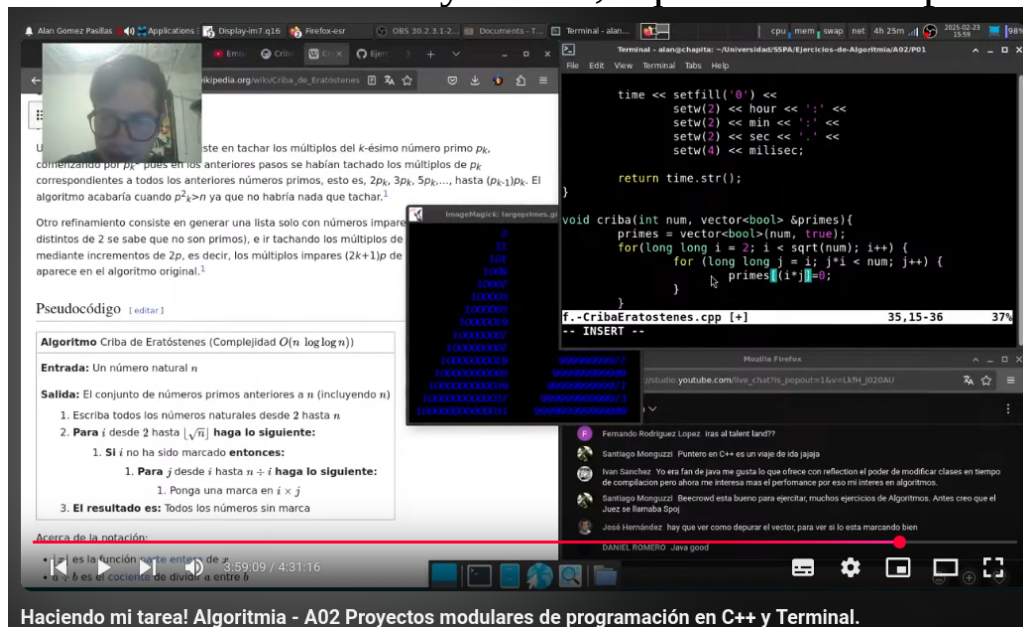 Alan Gomez Pasillas
Applications
Display-im7.q16
Firefox-esr
OBS 30.2.3-1-2...
Documents - T...
Terminal - alan...
cpu mem swap net 4h 25m
2025-02-23
15:59
98%
Terminal - alan@chapita: ~/Universidad/SSPA/Ejercicios-de-Algoritmia/A02/P01
File Edit View Terminal Tabs Help
ikipedia.org/wiki/Criba_de_Eratóstenes
time << setfill('0') <<
setw(2) << hour << ':' <<
setw(2) << min << ':' <<
setw(2) << sec << '.' <<
setw(4) << milisec;
return time.str();
}
void criba(int num, vector<bool> &primes){
primes = vector<bool>(num, true);
for(long long i = 2; i < sqrt(num); i++) {
for (long long j = i; j*i < num; j++) {
primes[(i*j]=0;
}
}
f.-CribaEratostenes.cpp [+] 35,15-36 37%
-- INSERT --
ste en tachar los múltiplos del k-ésimo número primo pk,
comenzando por pues en los anteriores pasos se habían tachado los múltiplos de pk
correspondientes a todos los anteriores números primos, esto es, 2pk, 3pk, 5pk,..., hasta (pk-1)pk. El
algoritmo acabaría cuando p²k>n ya que no habría nada que tachar.1
Otro refinamiento consiste en generar una lista solo con números impare
distintos de 2 se sabe que no son primos), e ir tachando los múltiplos de
mediante incrementos de 2p, es decir, los múltiplos impares (2k+1)p de
aparece en el algoritmo original.1
Pseudocódigo [editar]
Algoritmo Criba de Eratóstenes (Complejidad O(n log log n))
Entrada: Un número natural n
Salida: El conjunto de números primos anteriores a n (incluyendo n)
1. Escriba todos los números naturales desde 2 hasta n
2. Para i desde 2 hasta ⌊√n⌋ haga lo siguiente:
1. Si i no ha sido marcado entonces:
1. Para j desde i hasta n ÷ i haga lo siguiente:
1. Ponga una marca en i × j
3. El resultado es: Todos los números sin marca
Acerca de la notación:
es la función parte entera de x
a ÷ b es el cociente de dividir a entre b
ImageMagick: largeprimes.gi
2
11
101
1009
Mozilla Firefox
/studio.youtube.com/live_chat?is_popout=1&v=LkfH_J020AU
Fernando Rodriguez Lopez iras al talent land??
Santiago Monguzzi Puntero en C++ es un viaje de ida jajaja
Ivan Sanchez Yo era fan de java me gusta lo que ofrece con reflection el poder de modificar clases en tiempo
de compilacion pero ahora me interesa mas el perfomance por eso mi interes en algoritmos.
Santiago Monguzzi Beecrowd esta bueno para ejercitar, muchos ejercicios de Algoritmos. Antes creo que el
Juez se llamaba Spoj
José Hernández hay que ver como depurar el vector, para ver si lo esta marcando bien
DANIEL ROMERO Java good
3:59:09 / 4:31:16
Haciendo mi tarea! Algoritmia - A02 Proyectos modulares de programación en C++ y Terminal.